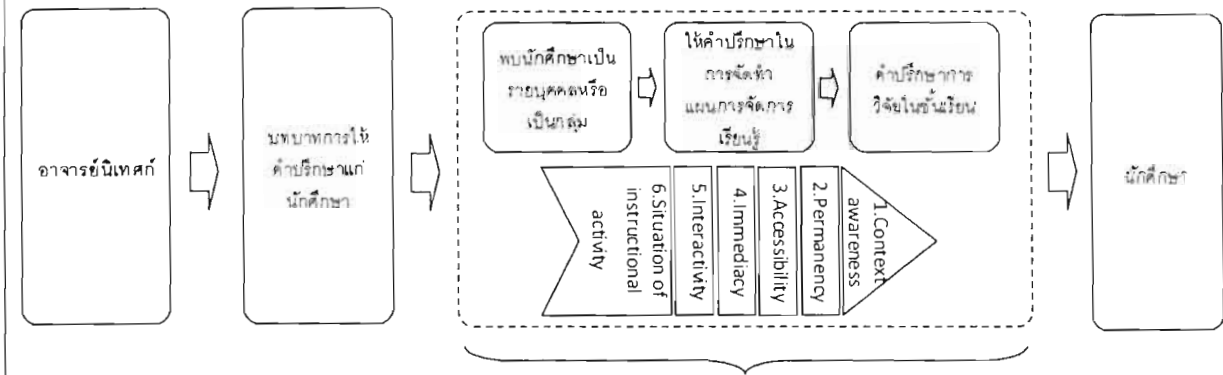 อาจารย์นิเทศก์
บทบาทการให้
คำปรึกษาแก่
นักศึกษา
พบนักศึกษาเป็น
รายบุคคลหรือ
เป็นกลุ่ม
ให้คำปรึกษาใน
การจัดทำ
แผนการจัดการ
เรียนรู้
คำปรึกษาการ
วิจัยในชั้นเรียน
1.Context
awareness
2.Permanency
3.Accessibility
4.Immediacy
5.Interactivity
6.Situation of
instructional
activity
นักศึกษา